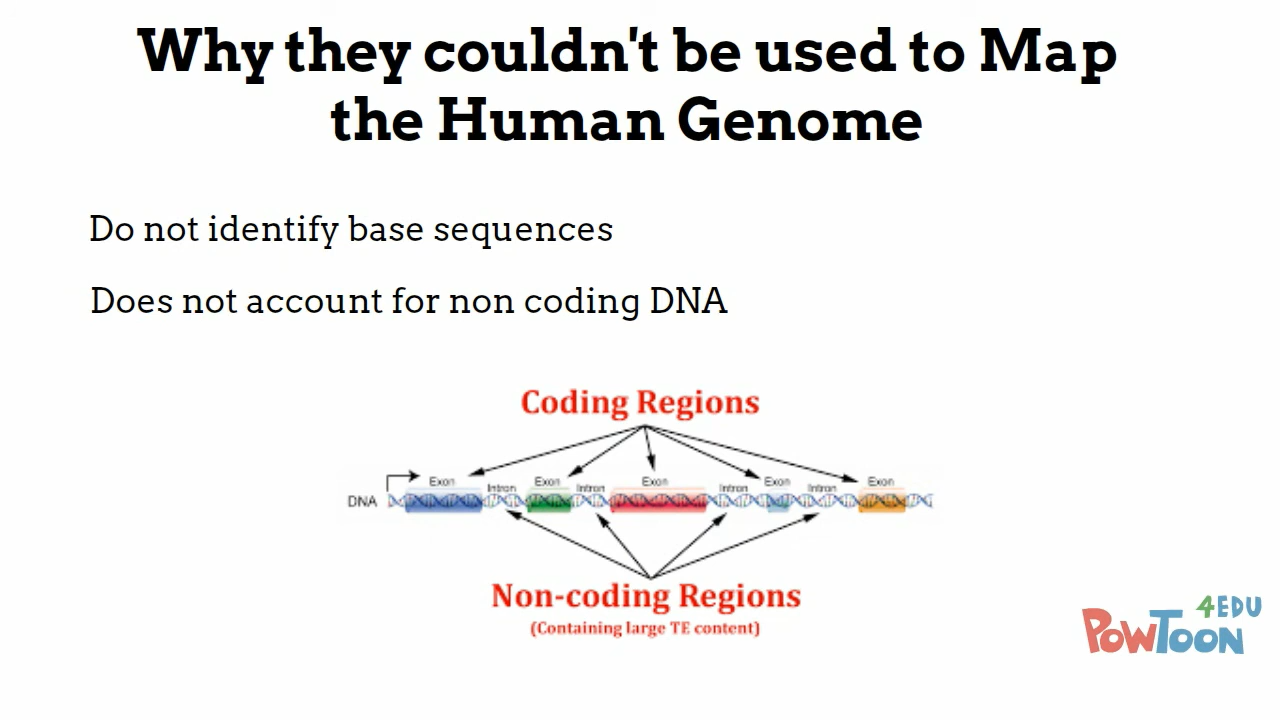 Why they couldn't be used to Map
the Human Genome
Do not identify base sequences
Does not account for non coding DNA
Coding Regions
Exon Exon Exon Exon Exon
Intron Intron Intron Intron
DNA
Non-coding Regions
(Containing large TE content)
4EDU
POWTOON